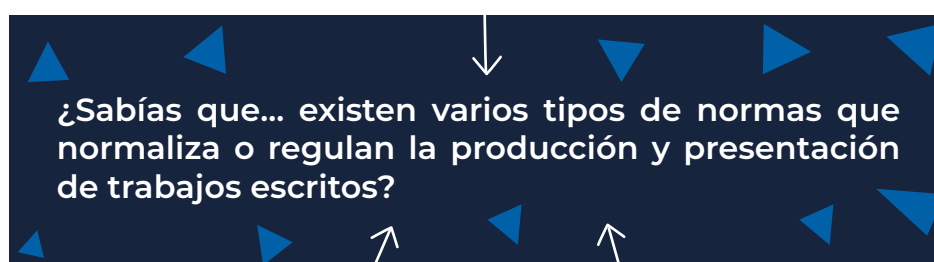 ¿Sabías que... existen varios tipos de normas que
normaliza o regulan la producción y presentación
de trabajos escritos?